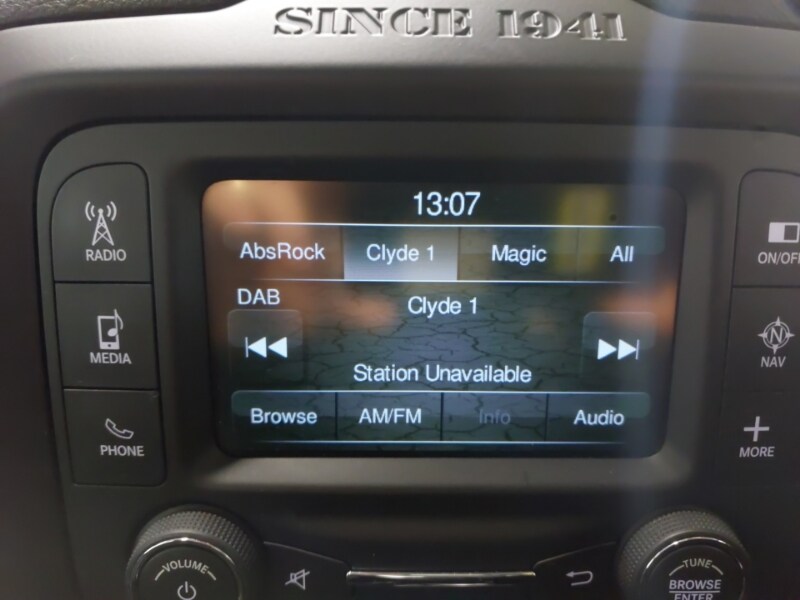 SINCE 1941
13:07
AbsRock Clyde 1 Magic All
DAB
Clyde 1
Station Unavailable
Browse AM/FM Info Audio
RADIO
MEDIA
PHONE
ON/OFF
N
NAV
MORE
VOLUME
TUNE
BROWSE
ENTER